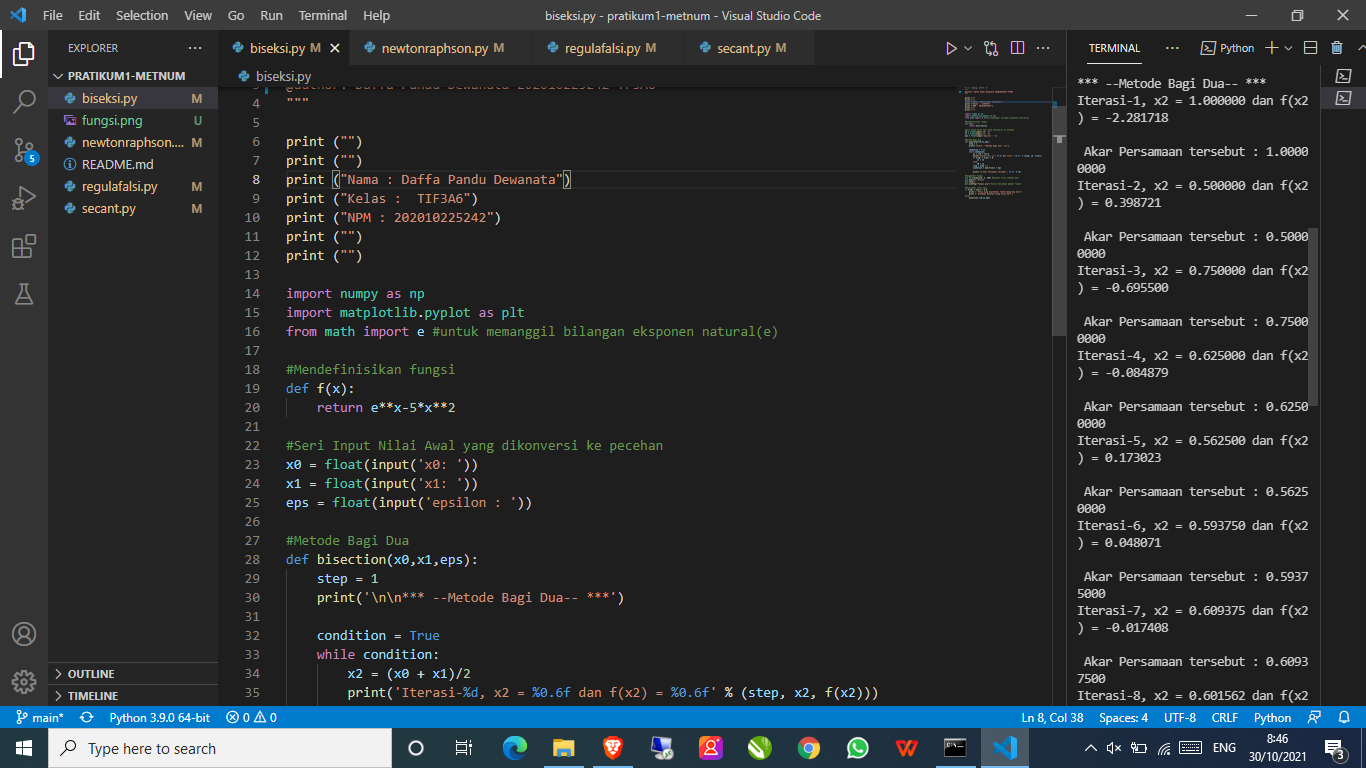 File Edit Selection View Go Run Terminal Help
biseksi.py - pratikum1-metnum - Visual Studio Code
EXPLORER
PRATIKUM1-METNUM
biseksi.py M
fungsi.png U
newtonraphson.... M
README.md
regulafalsi.py M
secant.py M
OUTLINE
TIMELINE
5
biseksi.py M
newtonraphson.py M
regulafalsi.py M
secant.py M
biseksi.py
4 """
5
6 print ("")
7 print ("")
8 print ("Nama : Daffa Pandu Dewanata")
9 print ("Kelas :  TIF3A6")
10 print ("NPM : 202010225242")
11 print ("")
12 print ("")
13
14 import numpy as np
15 import matplotlib.pyplot as plt
16 from math import e #untuk memanggil bilangan eksponen natural(e)
17
18 #Mendefinisikan fungsi
19 def f(x):
20     return e**x-5*x**2
21
22 #Seri Input Nilai Awal yang dikonversi ke pecehan
23 x0 = float(input('x0: '))
24 x1 = float(input('x1: '))
25 eps = float(input('epsilon : '))
26
27 #Metode Bagi Dua
28 def bisection(x0,x1,eps):
29     step = 1
30     print('\n\n*** --Metode Bagi Dua-- ***')
31
32     condition = True
33     while condition:
34         x2 = (x0 + x1)/2
35         print('Iterasi-%d, x2 = %0.6f dan f(x2) = %0.6f' % (step, x2, f(x2)))
TERMINAL
Python
*** --Metode Bagi Dua-- ***
Iterasi-1, x2 = 1.000000 dan f(x2
) = -2.281718
Akar Persamaan tersebut : 1.0000
0000
Iterasi-2, x2 = 0.500000 dan f(x2
) = 0.398721
Akar Persamaan tersebut : 0.5000
0000
Iterasi-3, x2 = 0.750000 dan f(x2
) = -0.695500
Akar Persamaan tersebut : 0.7500
0000
Iterasi-4, x2 = 0.625000 dan f(x2
) = -0.084879
Akar Persamaan tersebut : 0.6250
0000
Iterasi-5, x2 = 0.562500 dan f(x2
) = 0.173023
Akar Persamaan tersebut : 0.5625
0000
Iterasi-6, x2 = 0.593750 dan f(x2
) = 0.048071
Akar Persamaan tersebut : 0.5937
5000
Iterasi-7, x2 = 0.609375 dan f(x2
) = -0.017408
Akar Persamaan tersebut : 0.6093
7500
Iterasi-8, x2 = 0.601562 dan f(x2
main*
Python 3.9.0 64-bit
0 0
Ln 8, Col 38
Spaces: 4
UTF-8
CRLF
Python
Type here to search
ENG
8:46
30/10/2021
3